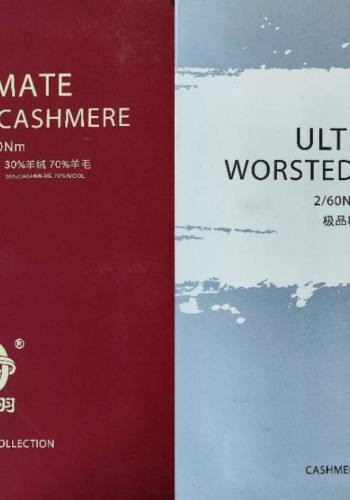 MATE
CASHMERE
0Nm
30%羊绒 70%羊毛
30%CASHMERE 70%WOOL
®
羽
OLLECTION
ULT
WORSTED
2/60N
极品
CASHME